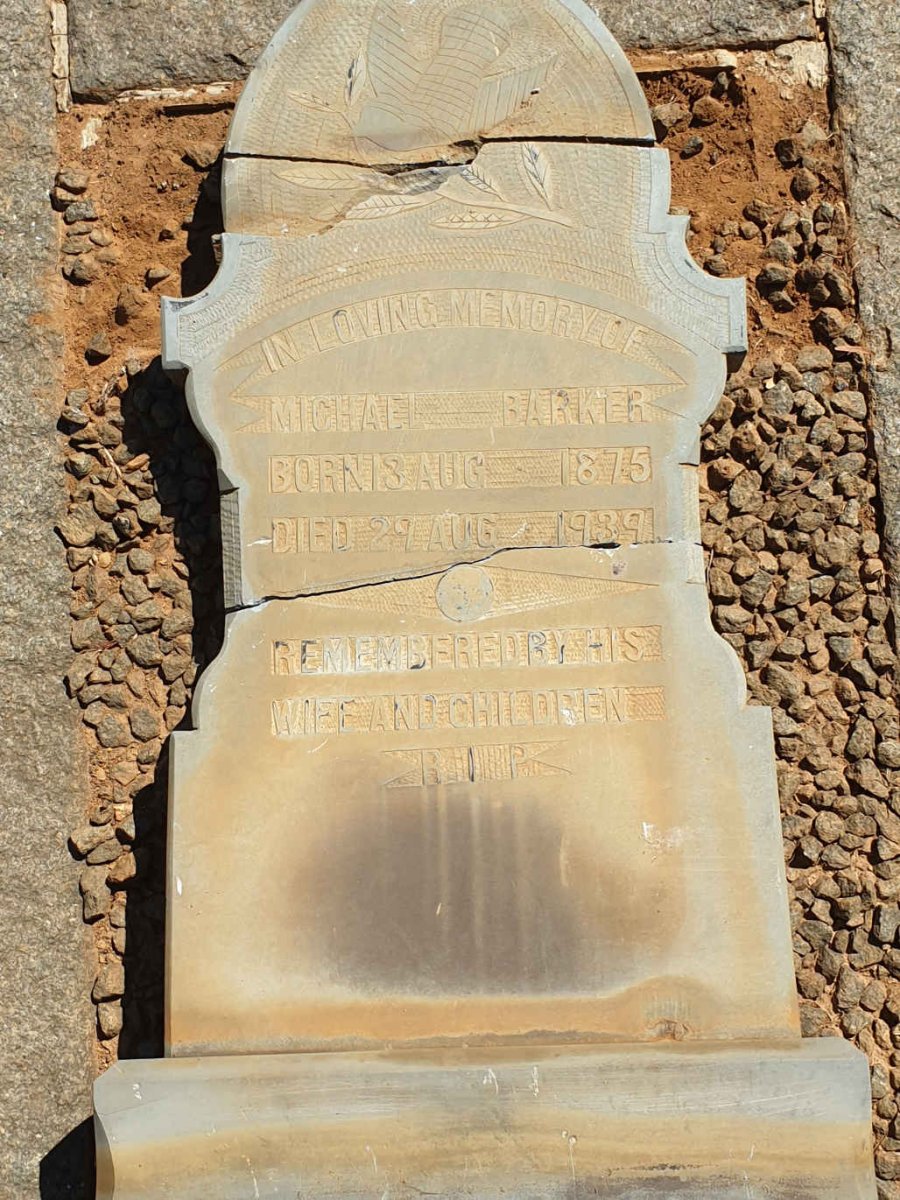 IN LOVING MEMORY OF
MICHAEL BARKER
BORN 13 AUG 1875
DIED 29 AUG 1939
REMEMBERED BY HIS
WIFE AND CHILDREN
R I P